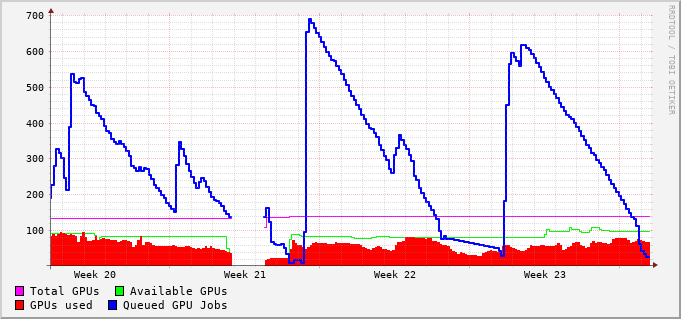 700
600
500
400
300
200
100
Week 20 Week 21 Week 22 Week 23
Total GPUs Available GPUs
GPUs used Queued GPU Jobs
RRDTOOL / TOBI OETIKER